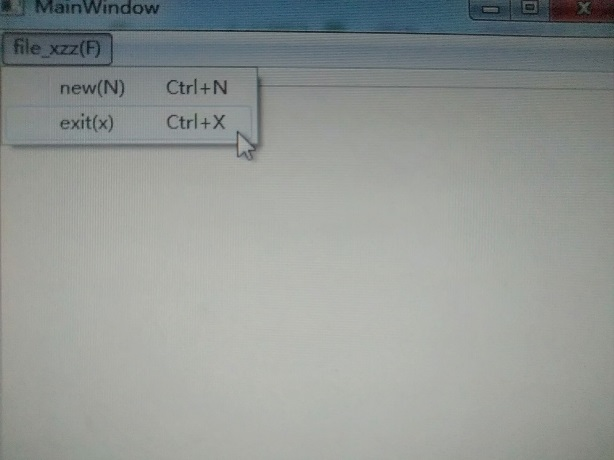 MainWindow
file_xzz(F)
new(N) Ctrl+N
exit(x) Ctrl+X